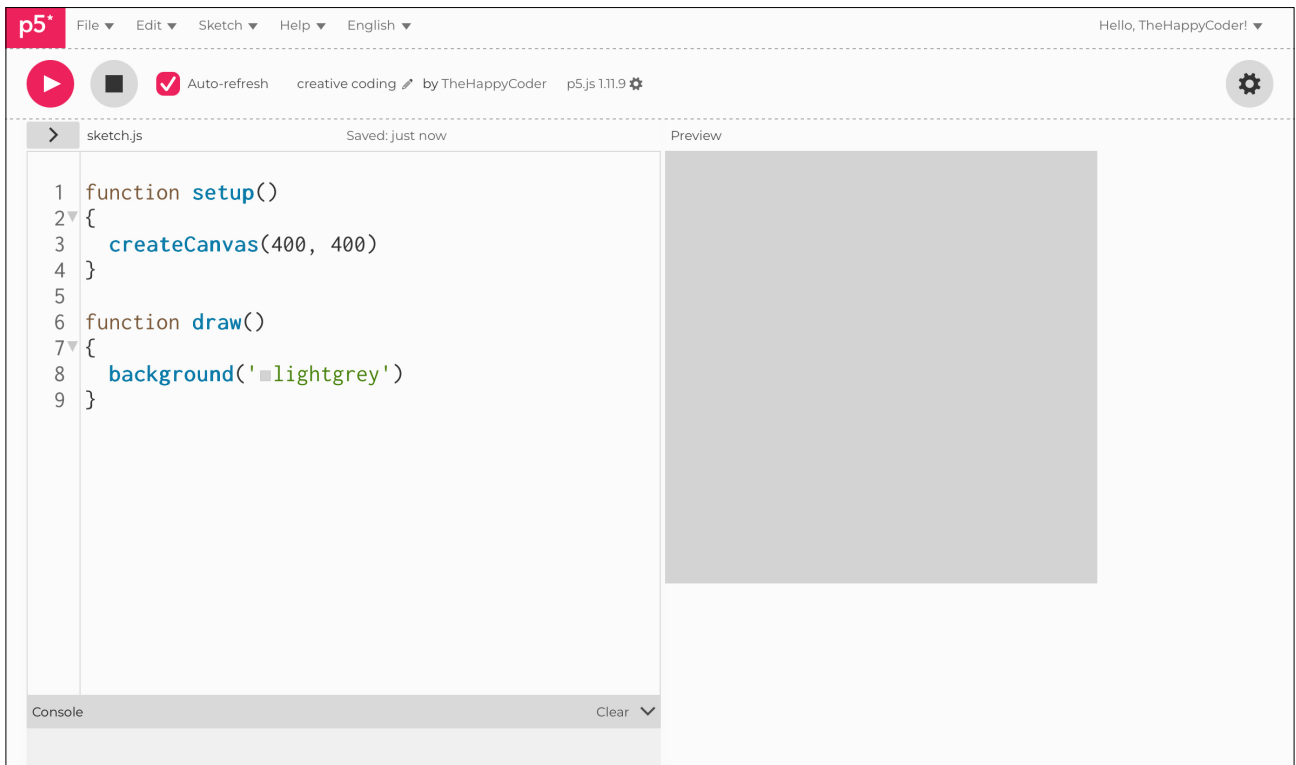 p5* File Edit Sketch Help English Hello, TheHappyCoder!
Auto-refresh creative coding by TheHappyCoder p5.js 1.11.9
sketch.js Saved: just now Preview
1 function setup()
2 {
3 createCanvas(400, 400)
4 }
5
6 function draw()
7 {
8 background('lightgrey')
9 }
Console Clear